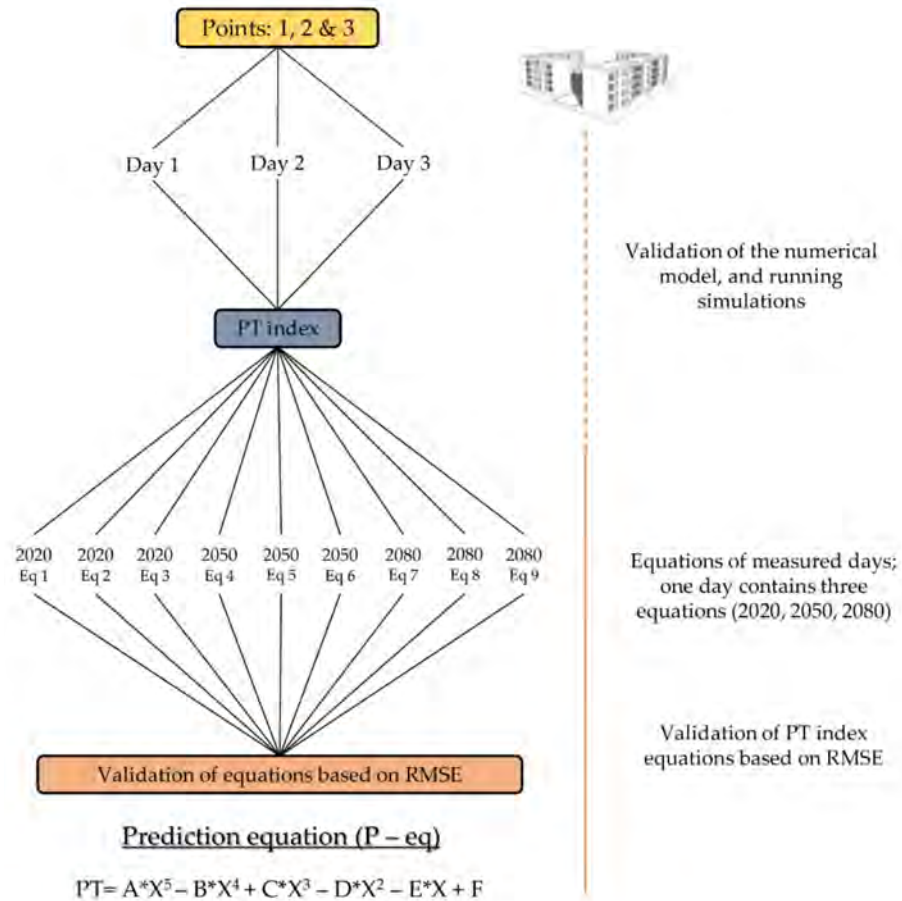 Points: 1, 2 & 3
Day 1 Day 2 Day 3
Validation of the numerical
model, and running
simulations
PT index
2020 2020 2020 2050 2050 2050 2080 2080 2080
Eq 1 Eq 2 Eq 3 Eq 4 Eq 5 Eq 6 Eq 7 Eq 8 Eq 9
Equations of measured days;
one day contains three
equations (2020, 2050, 2080)
Validation of PT index
equations based on RMSE
Validation of equations based on RMSE
Prediction equation (P – eq)
PT= A*X⁵ – B*X⁴ + C*X³ – D*X² – E*X + F